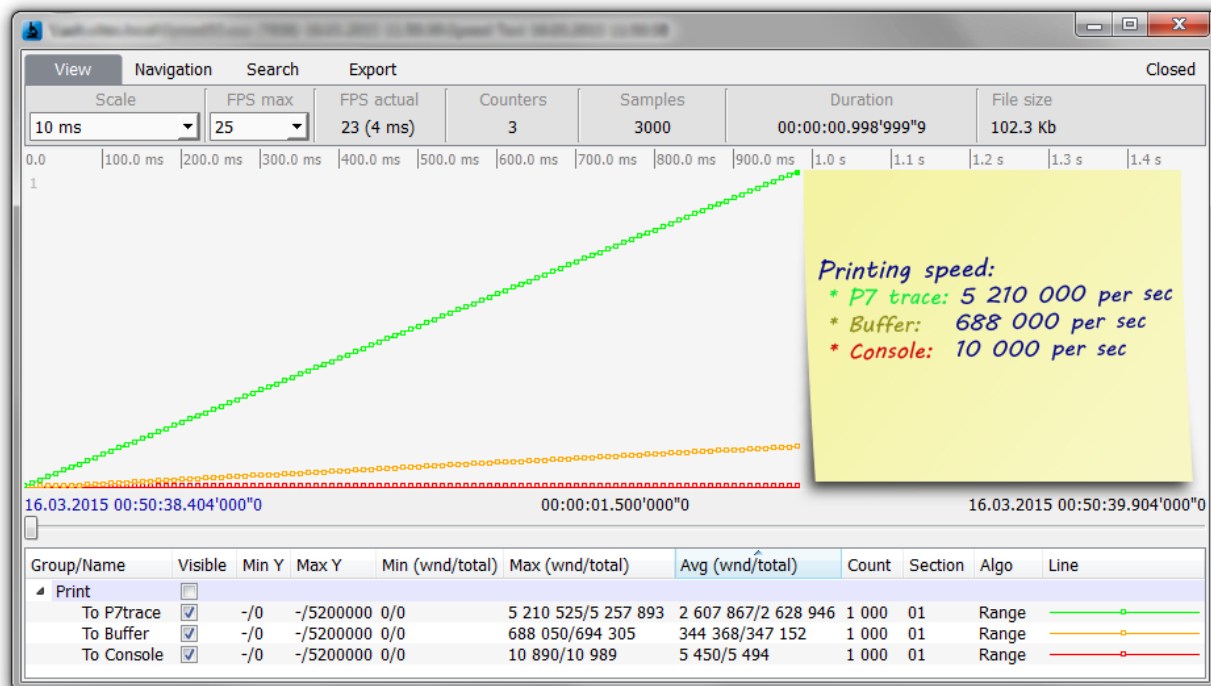 View Navigation Search Export Closed
Scale FPS max FPS actual Counters Samples Duration File size
10 ms 25 23 (4 ms) 3 3000 00:00:00.998'999"9 102.3 Kb
0.0 100.0 ms 200.0 ms 300.0 ms 400.0 ms 500.0 ms 600.0 ms 700.0 ms 800.0 ms 900.0 ms 1.0 s 1.1 s 1.2 s 1.3 s 1.4 s
1
Printing speed:
* P7 trace: 5 210 000 per sec
* Buffer: 688 000 per sec
* Console: 10 000 per sec
16.03.2015 00:50:38.404'000"0 00:00:01.500'000"0 16.03.2015 00:50:39.904'000"0
Group/Name Visible Min Y Max Y Min (wnd/total) Max (wnd/total) Avg (wnd/total) Count Section Algo Line
Print
To P7trace -/0 -/5200000 0/0 5 210 525/5 257 893 2 607 867/2 628 946 1 000 01 Range
To Buffer -/0 -/5200000 0/0 688 050/694 305 344 368/347 152 1 000 01 Range
To Console -/0 -/5200000 0/0 10 890/10 989 5 450/5 494 1 000 01 Range